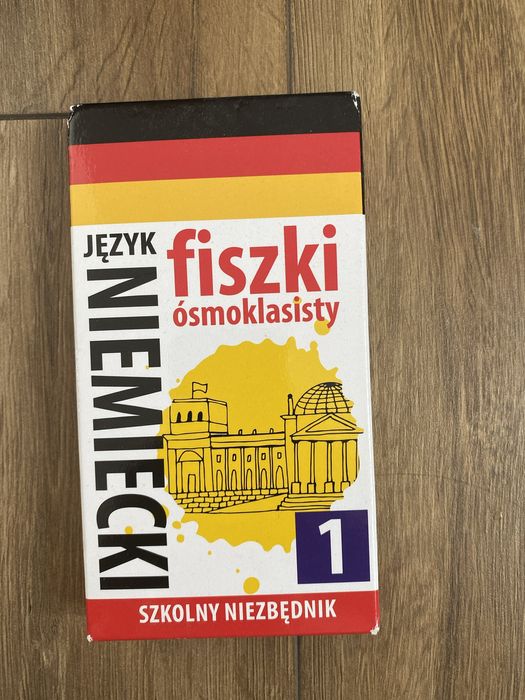 JĘZYK
NIEMIECKI
fiszki
ósmoklasisty
1
SZKOLNY NIEZBĘDNIK